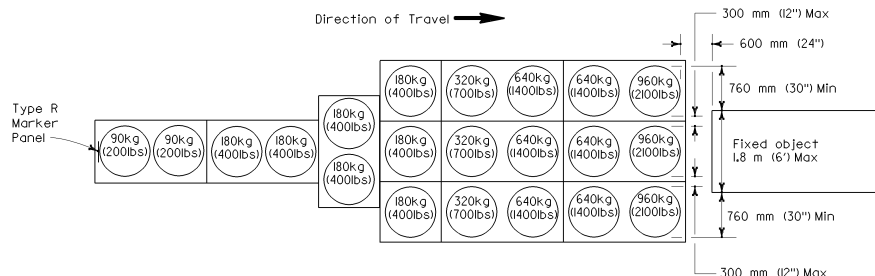 Direction of Travel
300 mm (12") Max
600 mm (24")
760 mm (30") Min
Type R
Marker
Panel
90kg
(200lbs)
90kg
(200lbs)
180kg
(400lbs)
180kg
(400lbs)
180kg
(400lbs)
180kg
(400lbs)
180kg
(400lbs)
320kg
(700lbs)
640kg
(1400lbs)
640kg
(1400lbs)
960kg
(2100lbs)
180kg
(400lbs)
320kg
(700lbs)
640kg
(1400lbs)
640kg
(1400lbs)
960kg
(2100lbs)
180kg
(400lbs)
320kg
(700lbs)
640kg
(1400lbs)
640kg
(1400lbs)
960kg
(2100lbs)
Fixed object
1.8 m (6') Max
760 mm (30") Min
300 mm (12") Max